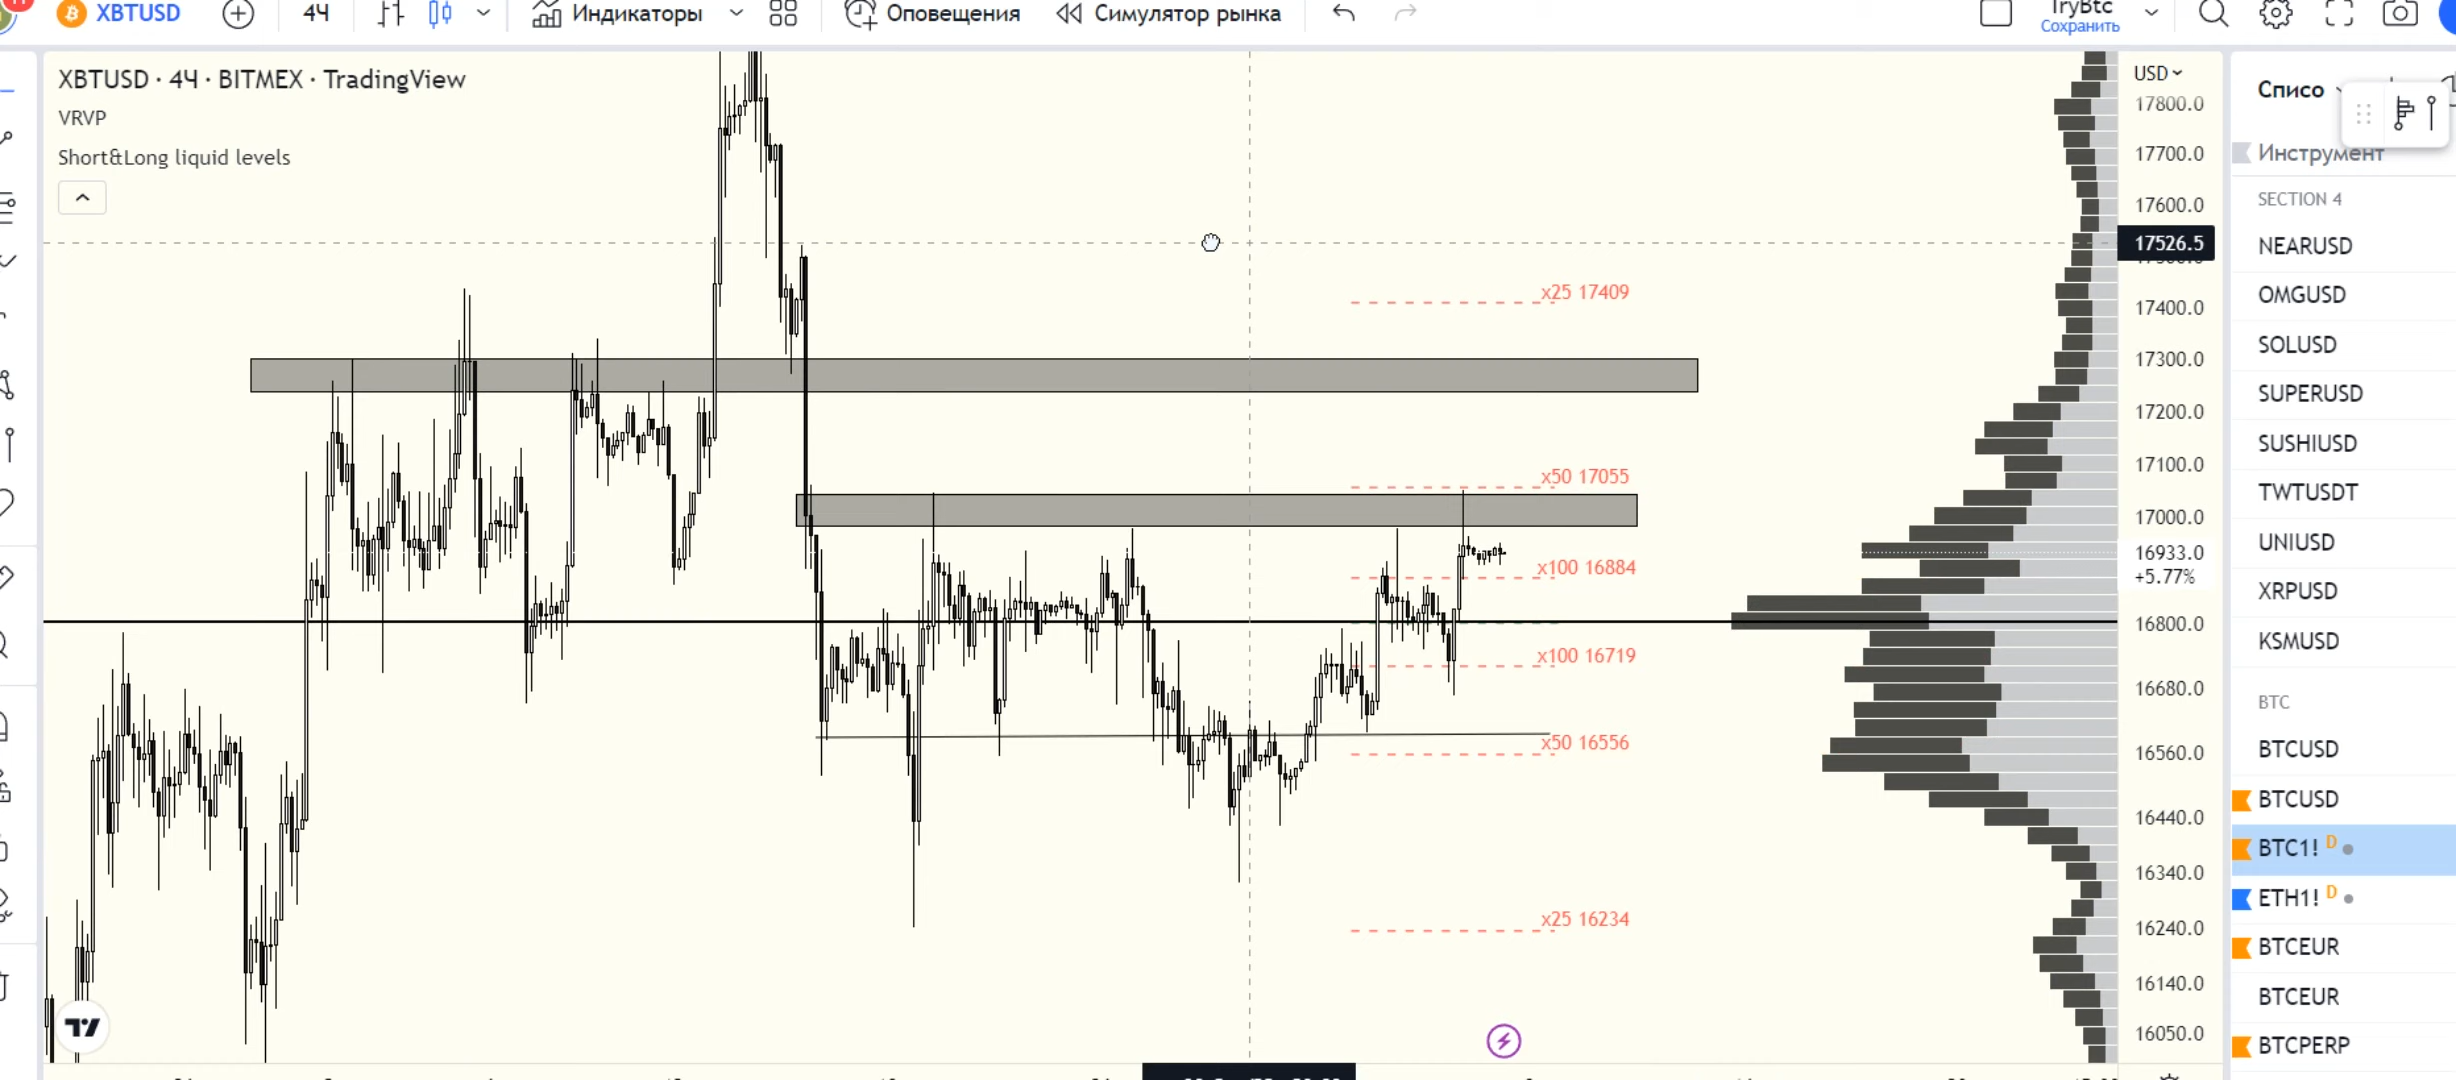 XBTUSD
4Ч
Индикаторы
Оповещения
Симулятор рынка
TryBtc
Сохранить
XBTUSD · 4Ч · BITMEX · TradingView
VRVP
Short&Long liquid levels
x25 17409
x50 17055
x100 16884
x100 16719
x50 16556
x25 16234
USD
17800.0
17700.0
17600.0
17526.5
17400.0
17300.0
17200.0
17100.0
17000.0
16933.0
+5.77%
16800.0
16680.0
16560.0
16440.0
16340.0
16240.0
16140.0
16050.0
Списо
Инструмент
SECTION 4
NEARUSD
OMGUSD
SOLUSD
SUPERUSD
SUSHIUSD
TWTUSDT
UNIUSD
XRPUSD
KSMUSD
BTC
BTCUSD
BTCUSD
BTC1! D
ETH1! D
BTCEUR
BTCEUR
BTCPERP